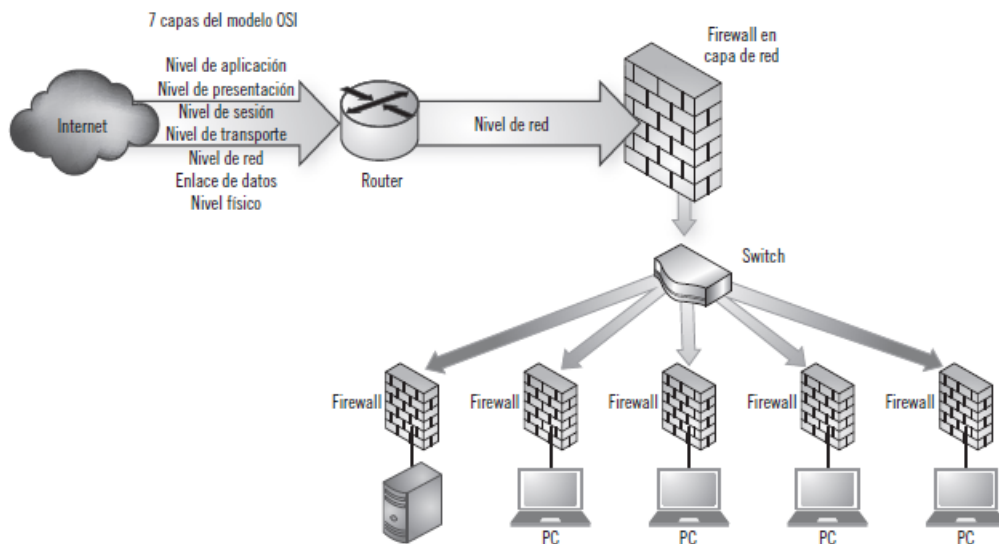 7 capas del modelo OSI
Nivel de aplicación
Nivel de presentación
Nivel de sesión
Nivel de transporte
Nivel de red
Enlace de datos
Nivel físico
Internet
Router
Nivel de red
Firewall en
capa de red
Switch
Firewall
Firewall
Firewall
Firewall
Firewall
PC
PC
PC
PC